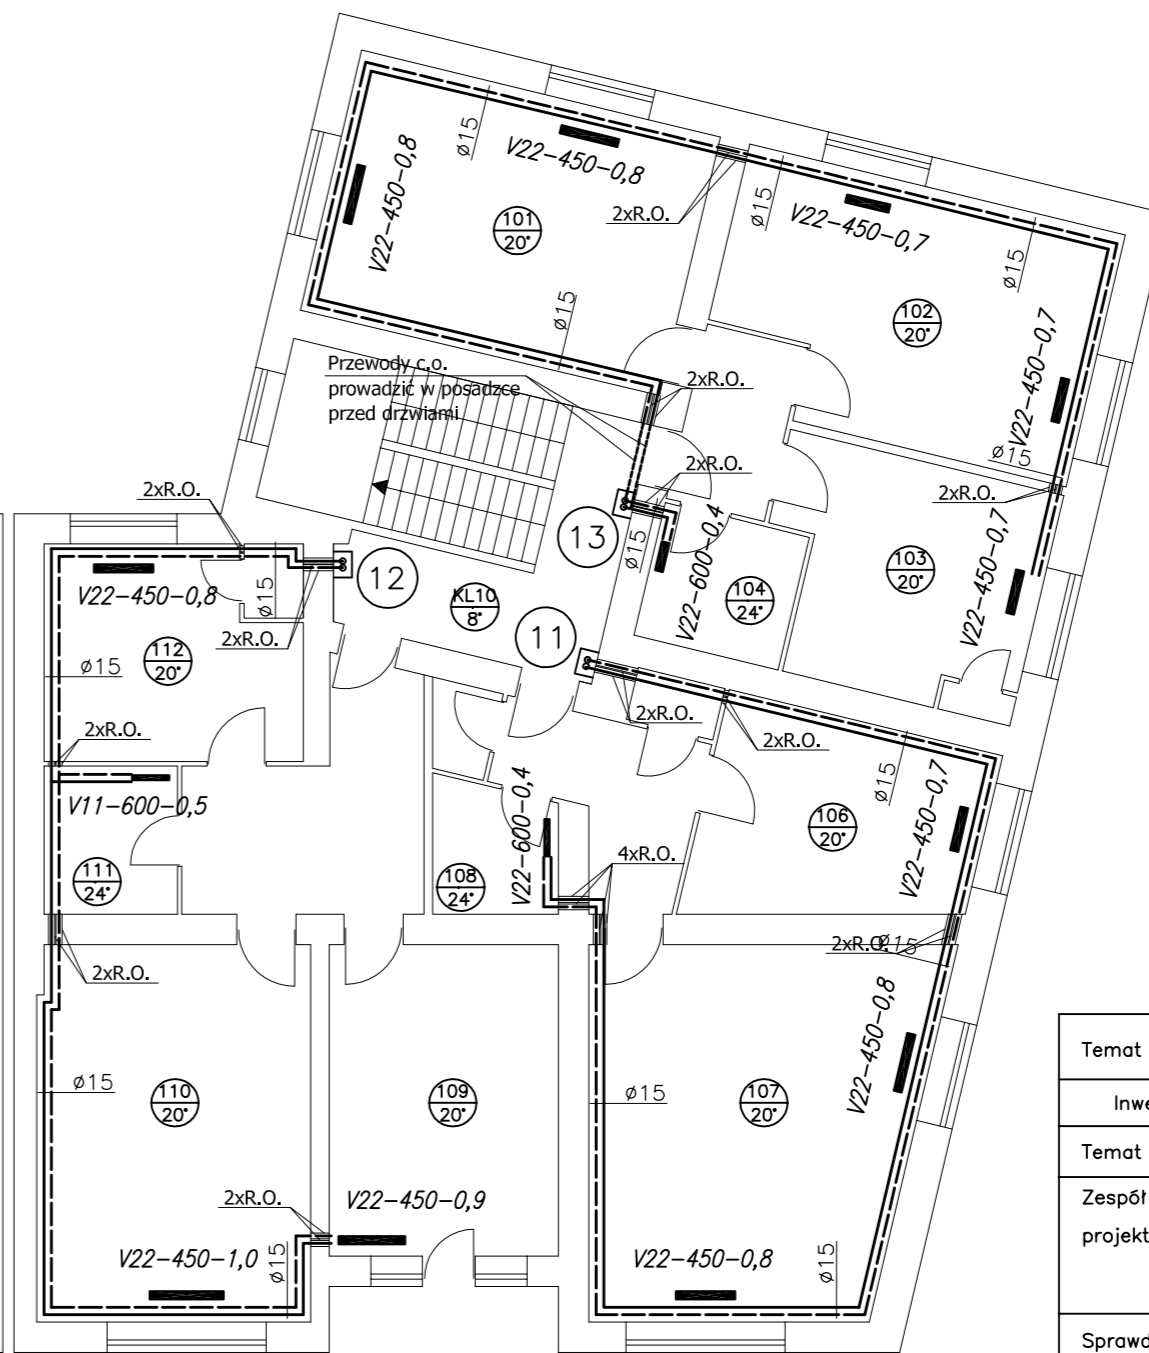 ø15
V22-450-0,8
V22-450-0,8
101
20°
2xR.O.
ø15
V22-450-0,7
ø15
102
20°
V22-450-0,7
ø15
Przewody c.o.
prowadzić w posadzce
przed drzwiami
2xR.O.
2xR.O.
ø15
2xR.O.
2xR.O.
13
ø15
V22-600-0,4
104
24°
103
20°
V22-450-0,7
12
V22-450-0,8
ø15
KL10
8°
2xR.O.
11
112
20°
ø15
2xR.O.
2xR.O.
2xR.O.
V11-600-0,5
V22-600-0,4
ø15
V22-450-0,7
106
20°
111
24°
108
24°
4xR.O.
2xR.O.
ø15
2xR.O.
V22-450-0,8
ø15
110
20°
109
20°
ø15
107
20°
2xR.O.
V22-450-0,9
V22-450-1,0
ø15
V22-450-0,8
ø15
Temat
Inwe
Temat
Zespół
projekt
Sprawd